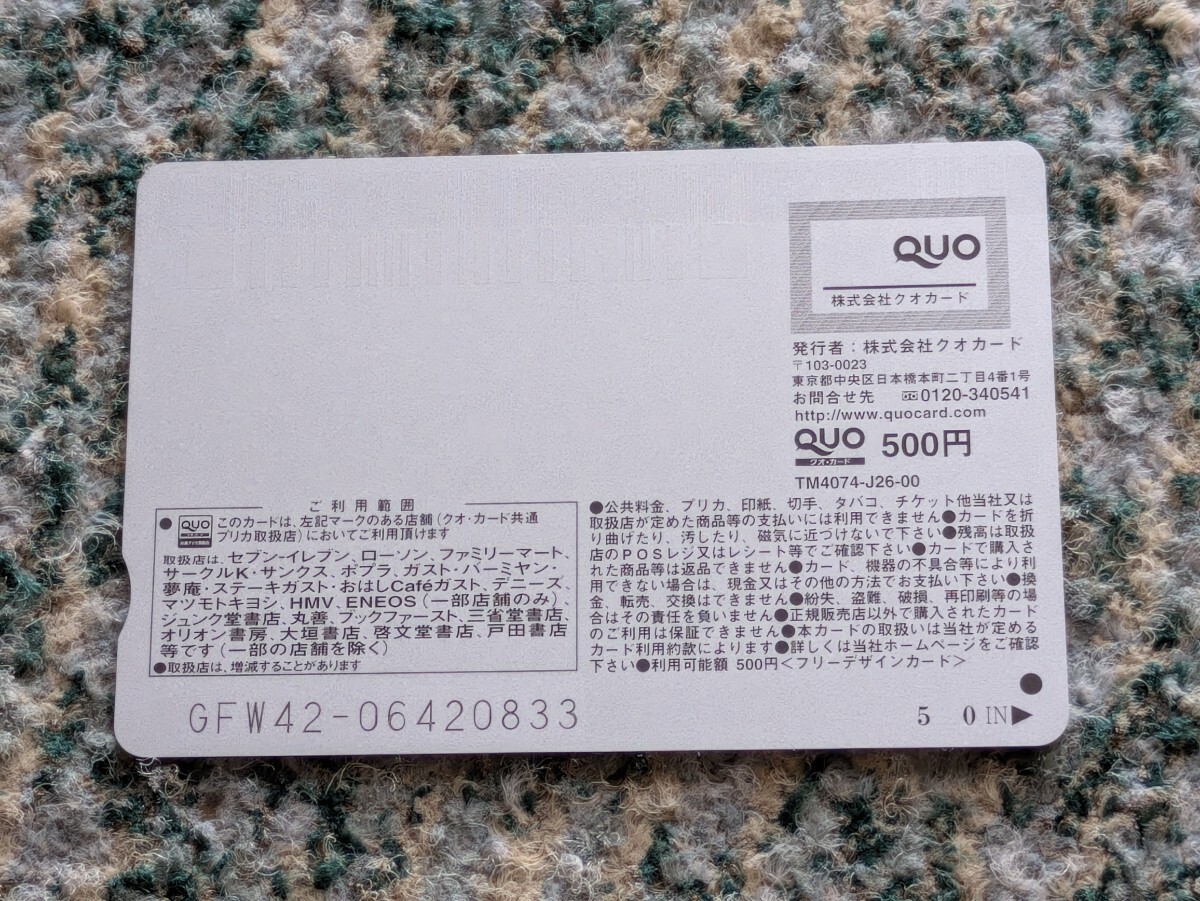 QUO
株式会社クオカード
発行者：株式会社クオカード
〒103-0023
東京都中央区日本橋本町二丁目4番1号
お問合せ先 0120-340541
http://www.quocard.com
QUO 500円
クオ・カード
TM4074-J26-00
ご利用範囲
●QUO このカードは、左記マークのある店舗（クオ・カード共通
プリカ取扱店）においてご利用頂けます
取扱店は、セブン-イレブン、ローソン、ファミリーマート、
サークルK・サンクス、ポプラ、ガスト・バーミヤン・
夢庵・ステーキガスト・おはしCaféガスト、デニーズ、
マツモトキヨシ、HMV、ENEOS（一部店舗のみ）、
ジュンク堂書店、丸善、ブックファースト、三省堂書店、
オリオン書房、大垣書店、啓文堂書店、戸田書店
等です（一部の店舗を除く）
●取扱店は、増減することがあります
●公共料金、プリカ、印紙、切手、タバコ、チケット他当社又は
取扱店が定めた商品等の支払いには利用できません●カードを折
り曲げたり、汚したり、磁気に近づけないで下さい●残高は取扱
店のPOSレジ又はレシート等でご確認下さい●カードで購入さ
れた商品等は返品できません●カード、機器の不具合等により利
用できない場合は、現金又はその他の方法でお支払い下さい●換
金、転売、交換はできません●紛失、盗難、破損、再印刷等の場
合はその責任を負いません●正規販売店以外で購入されたカード
のご利用は保証できません●本カードの取扱いは当社が定める
カード利用約款によります●詳しくは当社ホームページをご確認
下さい●利用可能額 500円＜フリーデザインカード＞
GFW42-06420833
5 0 IN▶